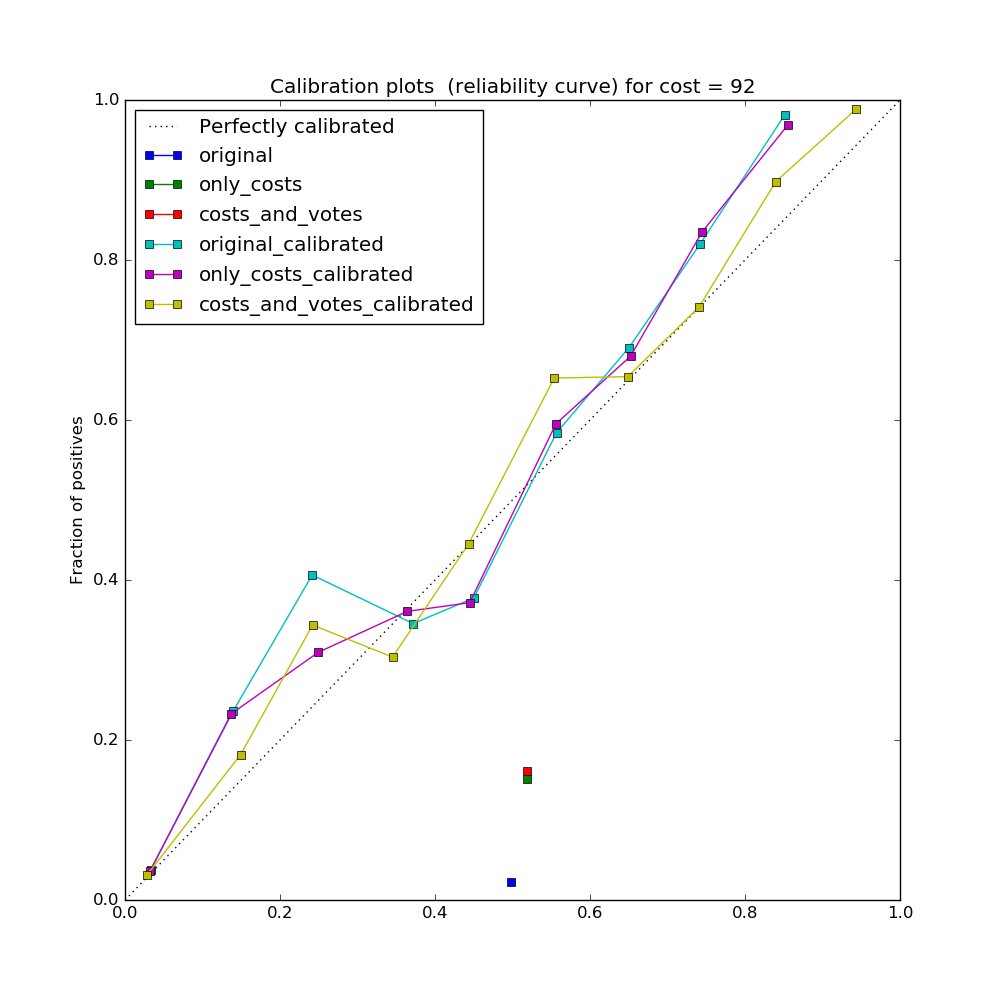 Calibration plots  (reliability curve) for cost = 92
1.0
Perfectly calibrated
original
only_costs
costs_and_votes
original_calibrated
only_costs_calibrated
costs_and_votes_calibrated
0.8
0.6
Fraction of positives
0.4
0.2
0.0
0.0 0.2 0.4 0.6 0.8 1.0